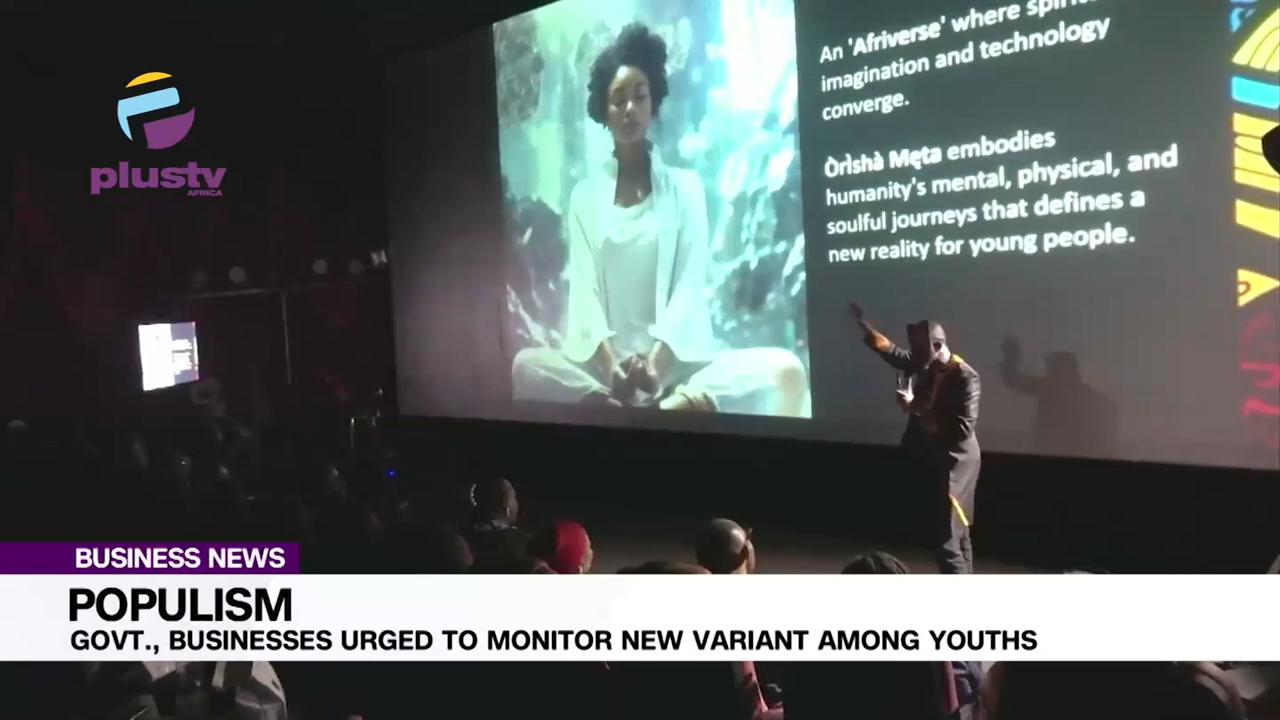 An 'Afriverse' where
imagination and technology
converge.
Òrìshà Mẹta embodies
humanity's mental, physical, and
soulful journeys that defines a
new reality for young people.
plustv
AFRICA
BUSINESS NEWS
POPULISM
GOVT., BUSINESSES URGED TO MONITOR NEW VARIANT AMONG YOUTHS